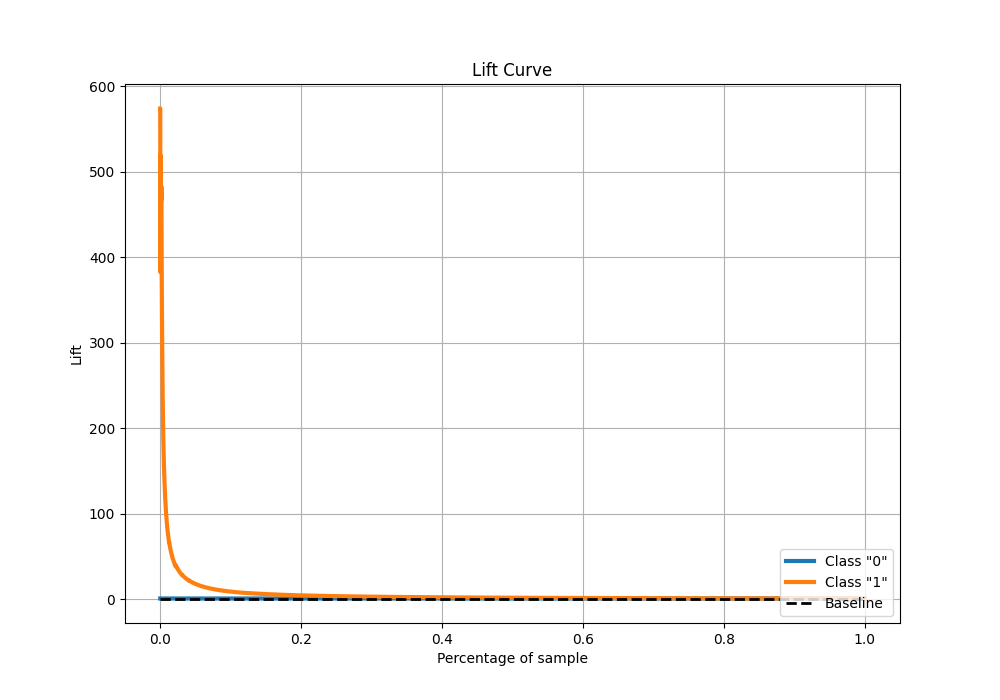 Lift Curve
600
500
400
300
200
100
0
Lift
0.0
0.2
0.4
0.6
0.8
1.0
Percentage of sample
Class "0"
Class "1"
Baseline